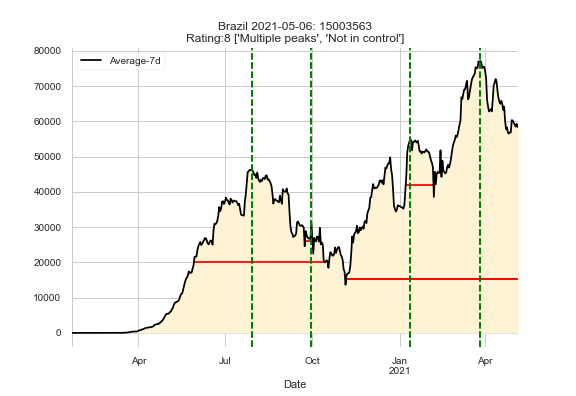 Brazil 2021-05-06: 15003563
Rating:8 ['Multiple peaks', 'Not in control']
Average-7d
80000
70000
60000
50000
40000
30000
20000
10000
0
Apr
Jul
Oct
Jan
2021
Apr
Date